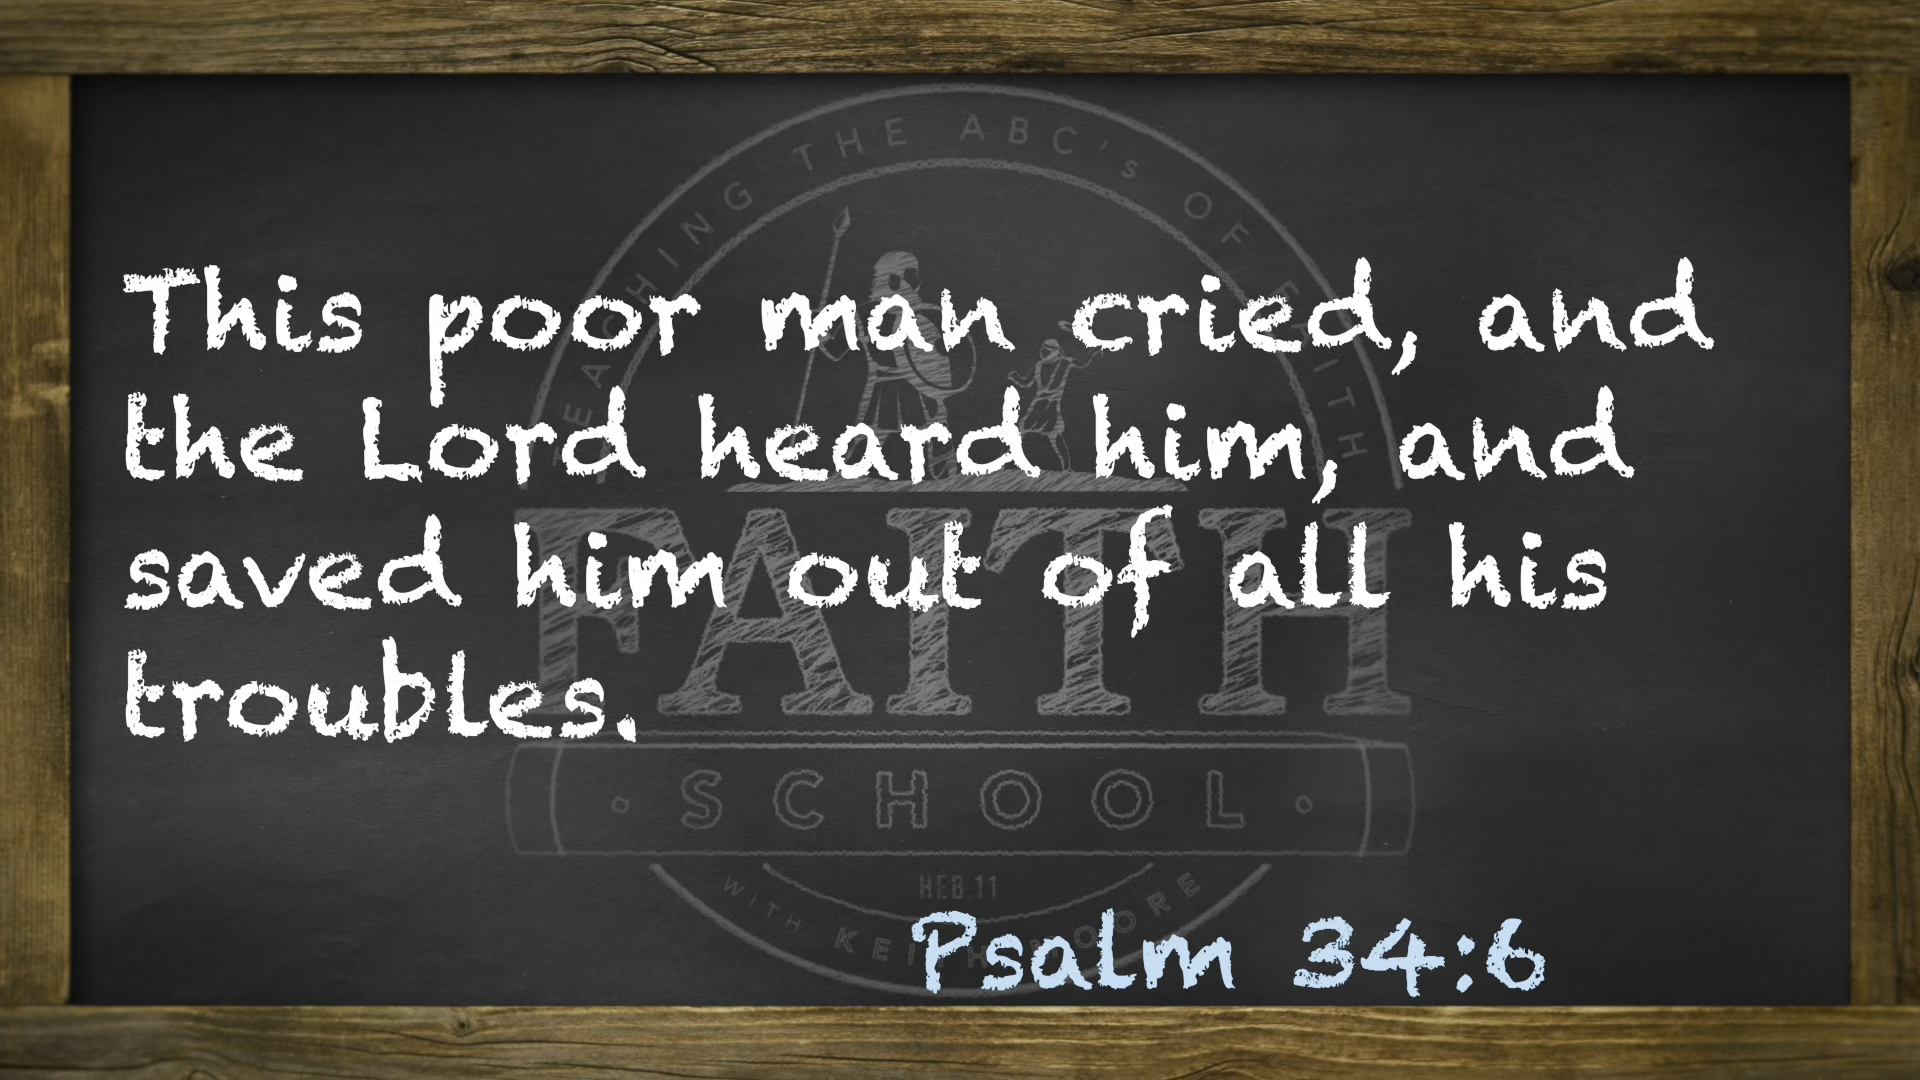 This poor man cried, and
the Lord heard him, and
saved him out of all his
troubles.
Psalm 34:6
TEACHING THE ABC's OF FAITH
FAITH
· SCHOOL ·
HEB.11
WITH KEITH MOORE